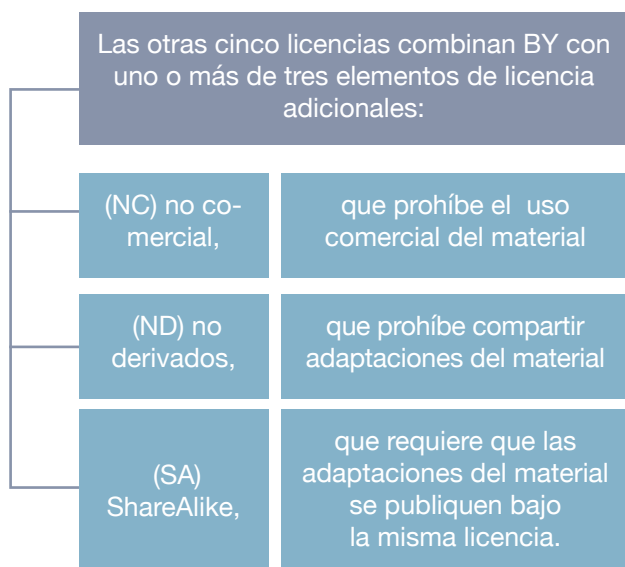 Las otras cinco licencias combinan BY con
uno o más de tres elementos de licencia
adicionales:
(NC) no co-
mercial,
que prohíbe el uso
comercial del material
(ND) no
derivados,
que prohíbe compartir
adaptaciones del material
(SA)
ShareAlike,
que requiere que las
adaptaciones del material
se publiquen bajo
la misma licencia.